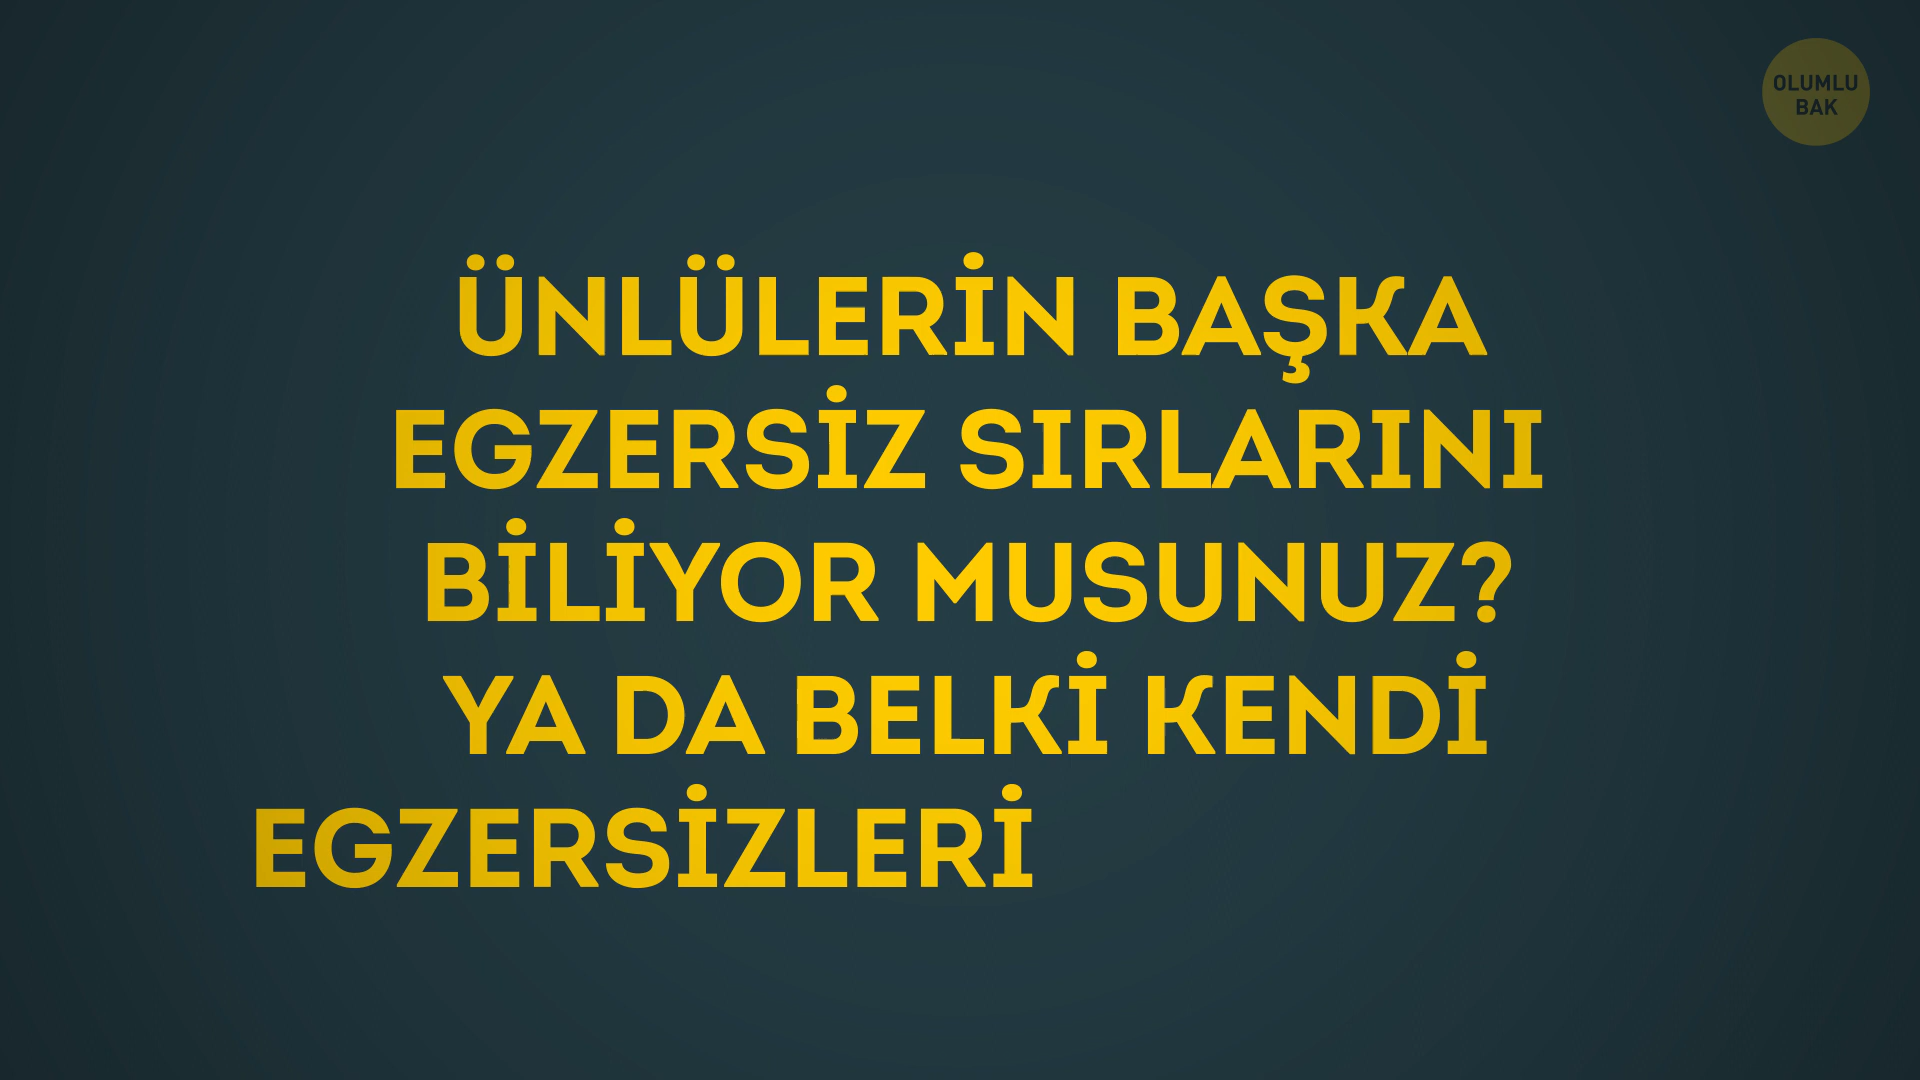 OLUMLU
BAK
ÜNLÜLERİN BAŞKA
EGZERSİZ SIRLARINI
BİLİYOR MUSUNUZ?
YA DA BELKİ KENDİ
EGZERSİZLERİ